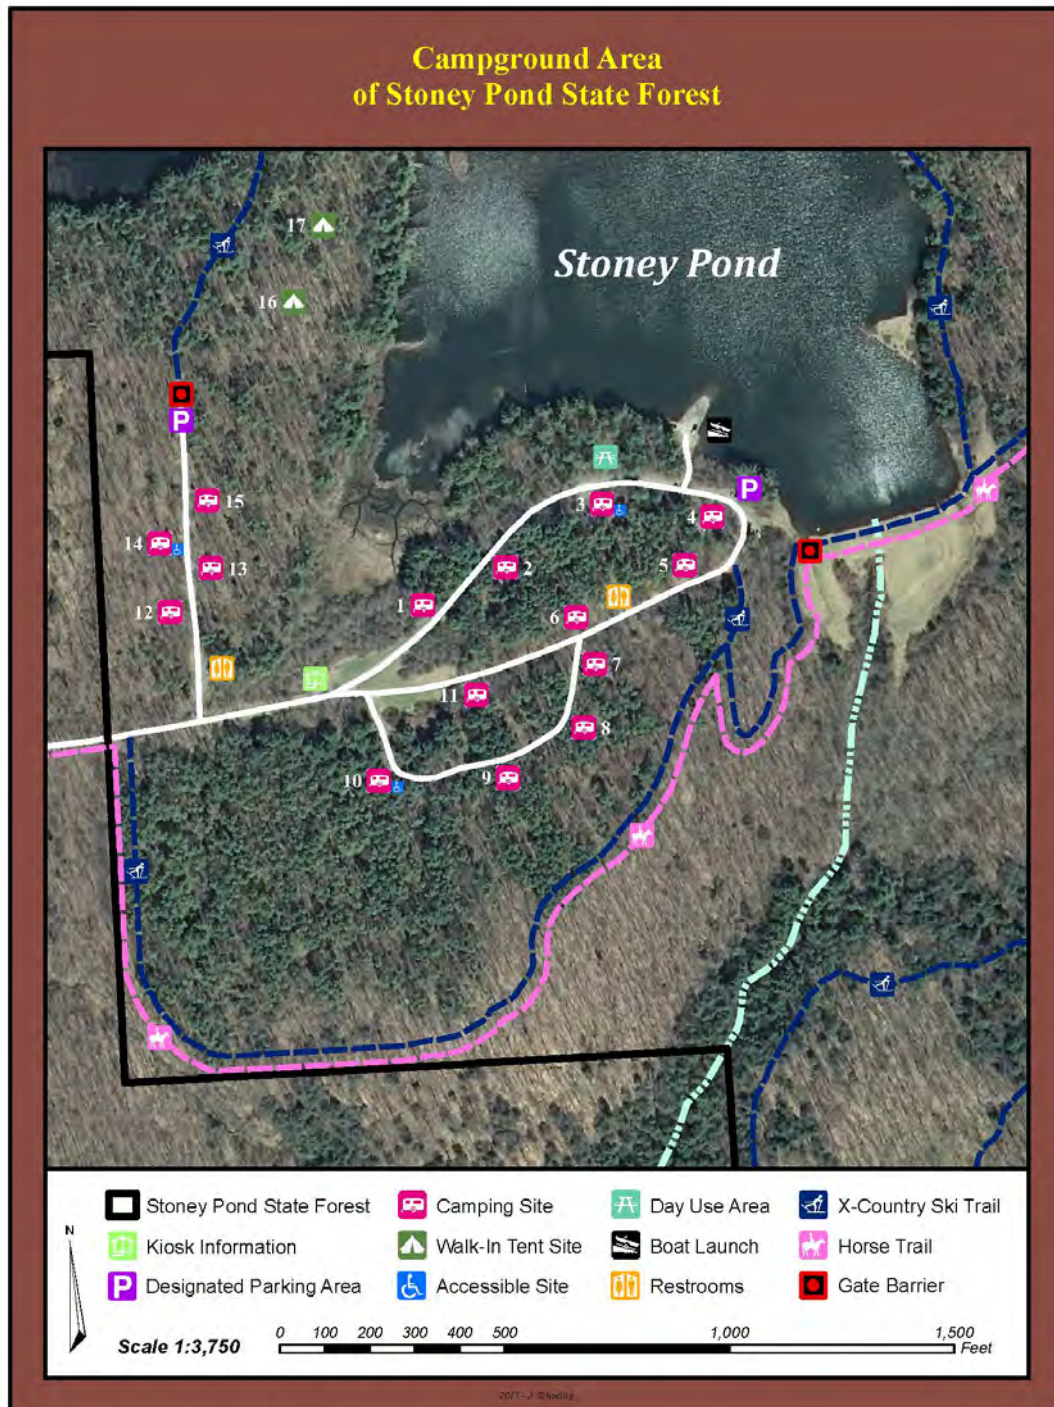 Campground Area
of Stoney Pond State Forest
17
Stoney Pond
16
P
15
3
P
4
14
13
2
5
12
1
6
7
11
8
10
9
Stoney Pond State Forest
Camping Site
Day Use Area
X-Country Ski Trail
N
Kiosk Information
Walk-In Tent Site
Boat Launch
Horse Trail
P
Designated Parking Area
Accessible Site
Restrooms
Gate Barrier
Scale 1:3,750
0 100 200 300 400 500 1,000 1,500
Feet